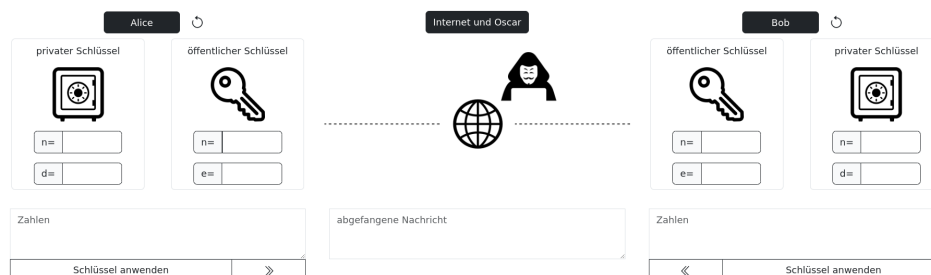 Alice
Internet und Oscar
Bob
privater Schlüssel
öffentlicher Schlüssel
öffentlicher Schlüssel
privater Schlüssel
n=
n=
n=
n=
d=
e=
e=
d=
Zahlen
abgefangene Nachricht
Zahlen
Schlüssel anwenden
Schlüssel anwenden